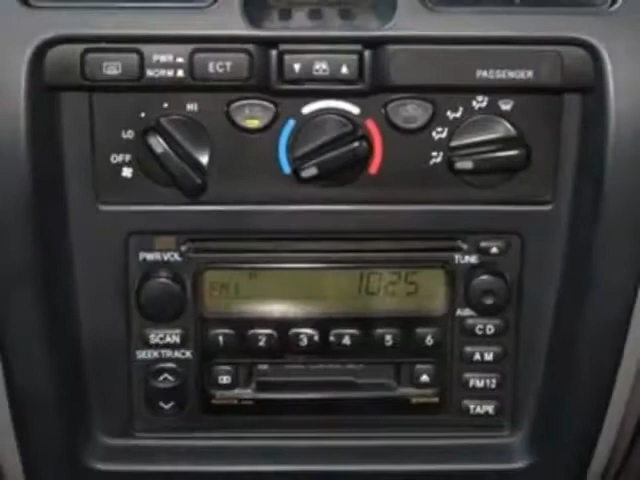 PWR
NORM
ECT
PASSENGER
HI
LO
OFF
PWR VOL
TUNE
FM1 1025
SCAN
1 2 3 4 5 6
SEEK TRACK
CD
AM
FM12
TAPE